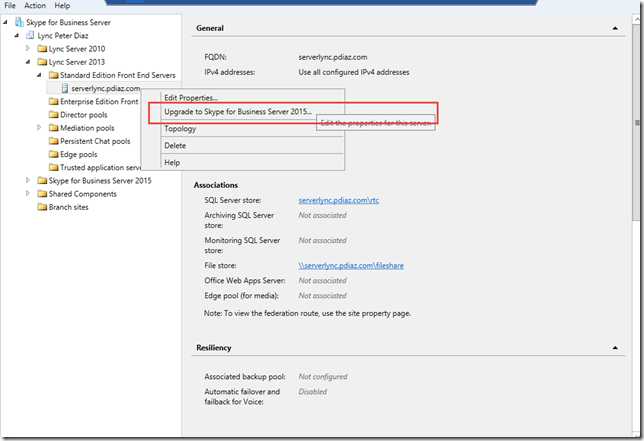 File Action Help
Skype for Business Server
Lync Peter Diaz
Lync Server 2010
Lync Server 2013
Standard Edition Front End Servers
serverlync.pdiaz.com
Enterprise Edition Front
Director pools
Mediation pools
Persistent Chat pools
Edge pools
Trusted application serve
Skype for Business Server 2015
Shared Components
Branch sites
Edit Properties...
Upgrade to Skype for Business Server 2015...
Topology
Delete
Help
Edit the properties for this server.
General
FQDN: serverlync.pdiaz.com
IPv4 addresses: Use all configured IPv4 addresses
Associations
SQL Server store: serverlync.pdiaz.com\rtc
Archiving SQL Server Not associated
store:
Monitoring SQL Server Not associated
store:
File store: \\serverlync.pdiaz.com\fileshare
Office Web Apps Server: Not associated
Edge pool (for media): Not associated
Note: To view the federation route, use the site property page.
Resiliency
Associated backup pool: Not configured
Automatic failover and Disabled
failback for Voice: